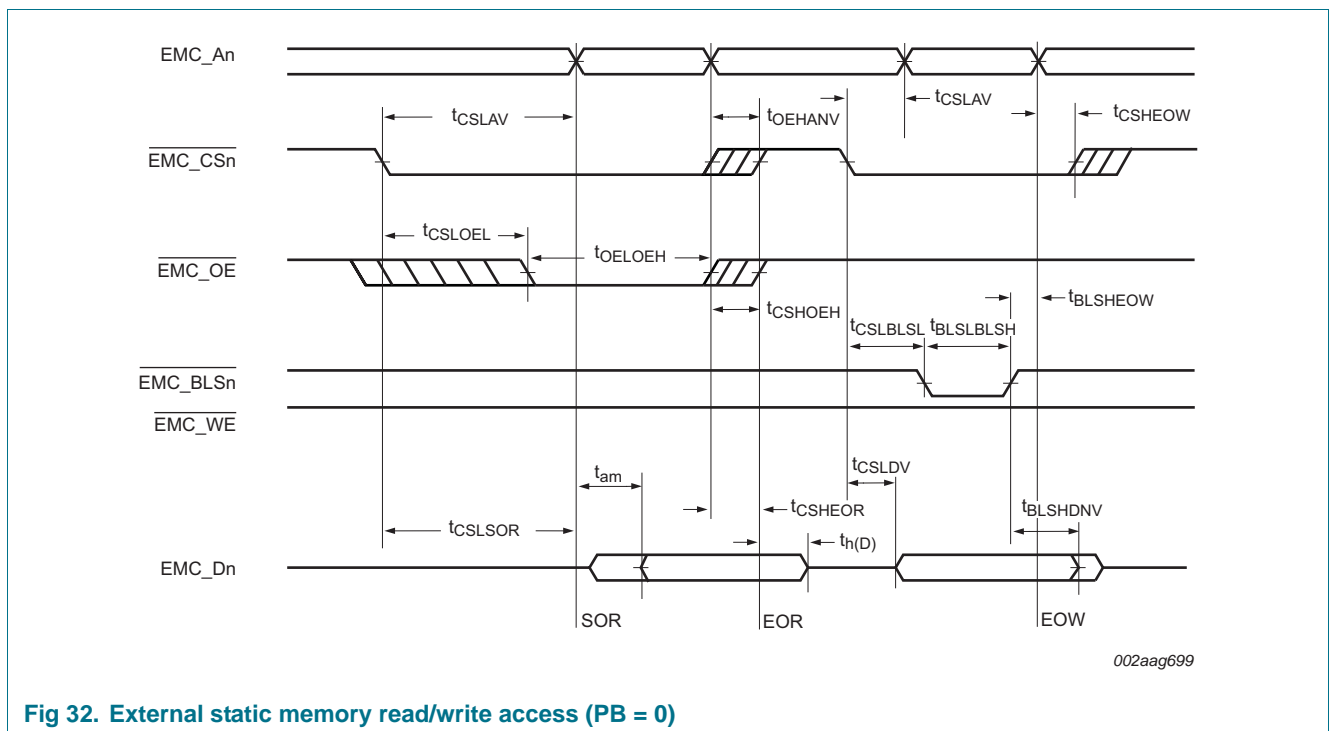 EMC_An
tCSLAV
tOEHANV
tCSLAV
tCSHEOW
EMC_CSn
tCSLOEL
tOELOEH
EMC_OE
tCSHOEH
tBLSHEOW
tCSLBLSL
tBLSLBLSH
EMC_BLSn
EMC_WE
tam
tCSLDV
tCSLSOR
tCSHEOR
tBLSHDNV
th(D)
EMC_Dn
SOR
EOR
EOW
002aag699
Fig 32. External static memory read/write access (PB = 0)